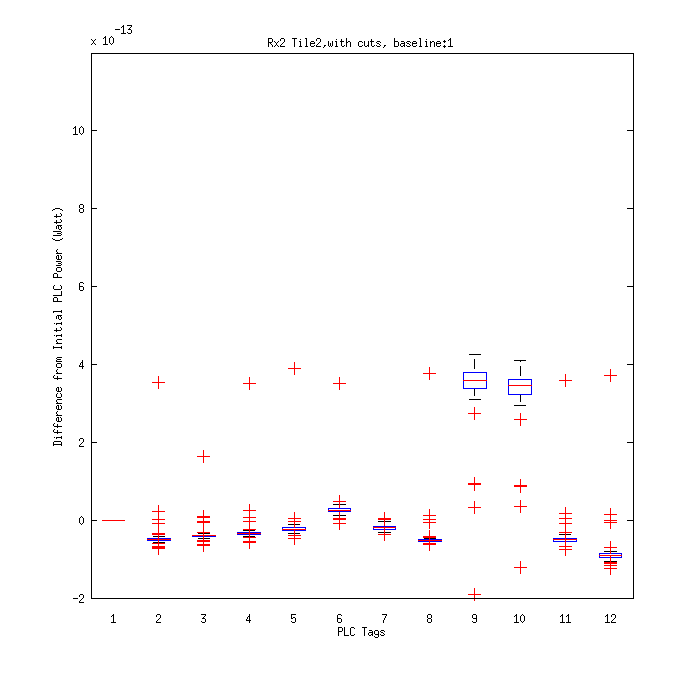 x 10^-13
Rx2 Tile2,with cuts, baseline:1
Difference from Initial PLC Power (Watt)
10
8
6
4
2
0
-2
1 2 3 4 5 6 7 8 9 10 11 12
PLC Tags